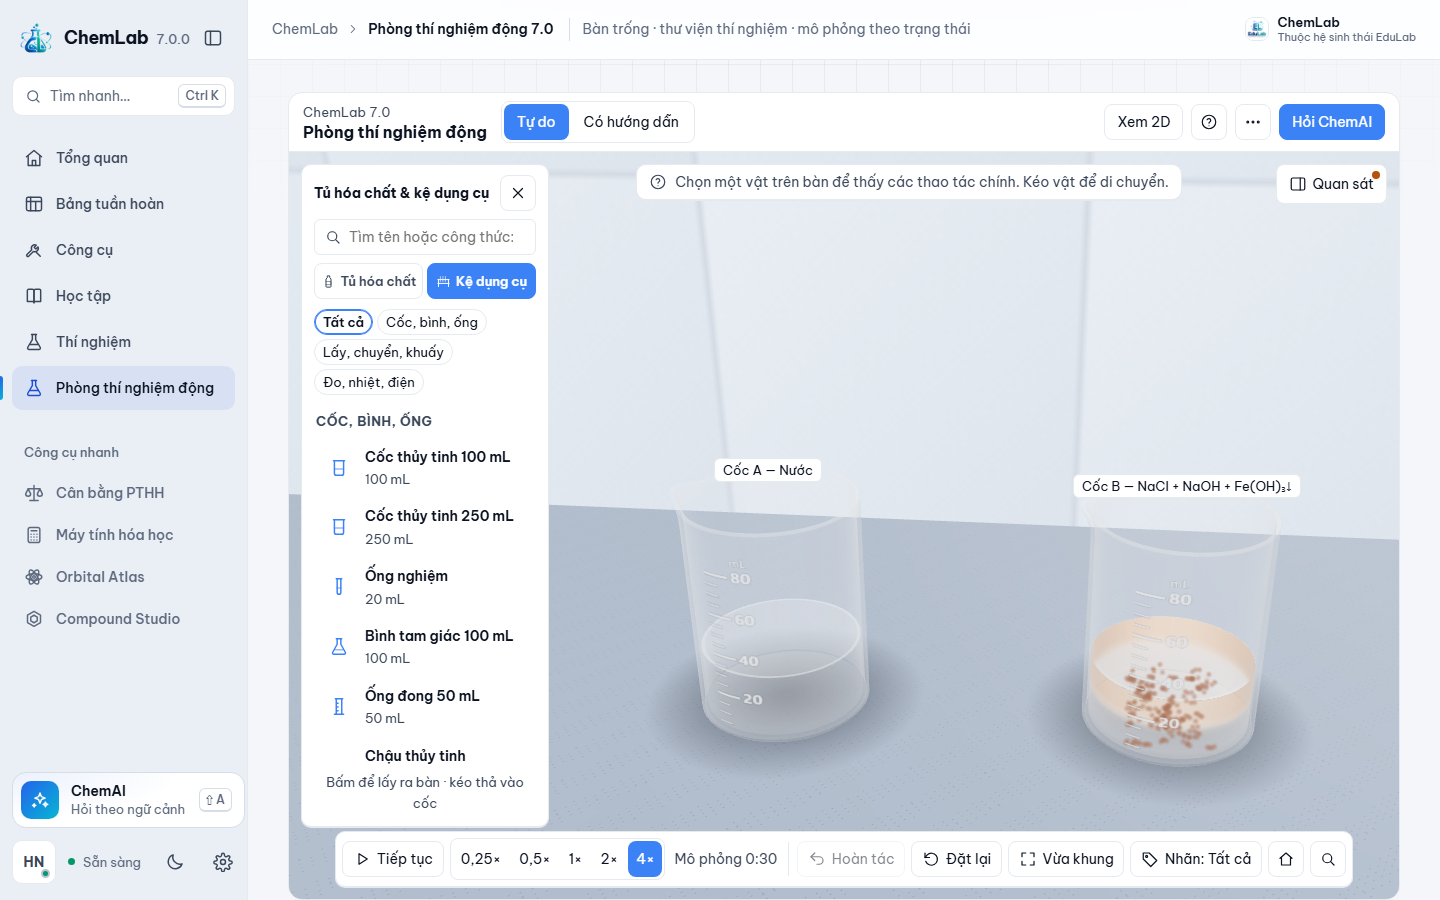 ChemLab 7.0.0
Tìm nhanh... Ctrl K
Tổng quan
Bảng tuần hoàn
Công cụ
Học tập
Thí nghiệm
Phòng thí nghiệm động
Công cụ nhanh
Cân bằng PTHH
Máy tính hóa học
Orbital Atlas
Compound Studio
ChemAI
Hỏi theo ngữ cảnh
⇧ A
HN
Sẵn sàng
ChemLab > Phòng thí nghiệm động 7.0
Bàn trống · thư viện thí nghiệm · mô phỏng theo trạng thái
ChemLab
Thuộc hệ sinh thái EduLab
ChemLab 7.0
Phòng thí nghiệm động
Tự do
Có hướng dẫn
Xem 2D
Hỏi ChemAI
Tủ hóa chất & kệ dụng cụ
Tìm tên hoặc công thức:
Tủ hóa chất
Kệ dụng cụ
Tất cả
Cốc, bình, ống
Lấy, chuyển, khuấy
Đo, nhiệt, điện
CỐC, BÌNH, ỐNG
Cốc thủy tinh 100 mL
100 mL
Cốc thủy tinh 250 mL
250 mL
Ống nghiệm
20 mL
Bình tam giác 100 mL
100 mL
Ống đong 50 mL
50 mL
Chậu thủy tinh
Bấm để lấy ra bàn · kéo thả vào
cốc
Chọn một vật trên bàn để thấy các thao tác chính. Kéo vật để di chuyển.
Quan sát
Cốc A — Nước
mL
80
60
40
20
Cốc B — NaCl + NaOH + Fe(OH)₃↓
mL
80
60
20
Tiếp tục
0,25×
0,5×
1×
2×
4×
Mô phỏng 0:30
Hoàn tác
Đặt lại
Vừa khung
Nhãn: Tất cả